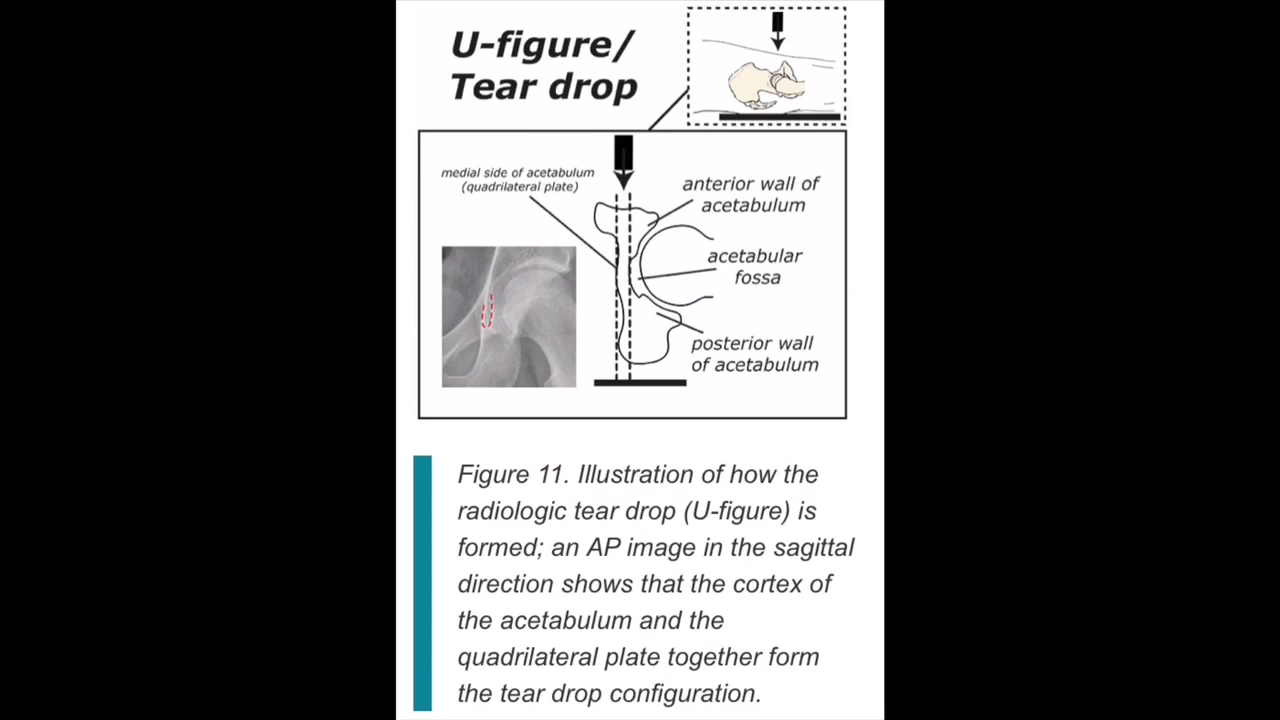 U-figure/
Tear drop
medial side of acetabulum
(quadrilateral plate)
anterior wall of
acetabulum
acetabular
fossa
posterior wall
of acetabulum
Figure 11. Illustration of how the
radiologic tear drop (U-figure) is
formed; an AP image in the sagittal
direction shows that the cortex of
the acetabulum and the
quadrilateral plate together form
the tear drop configuration.